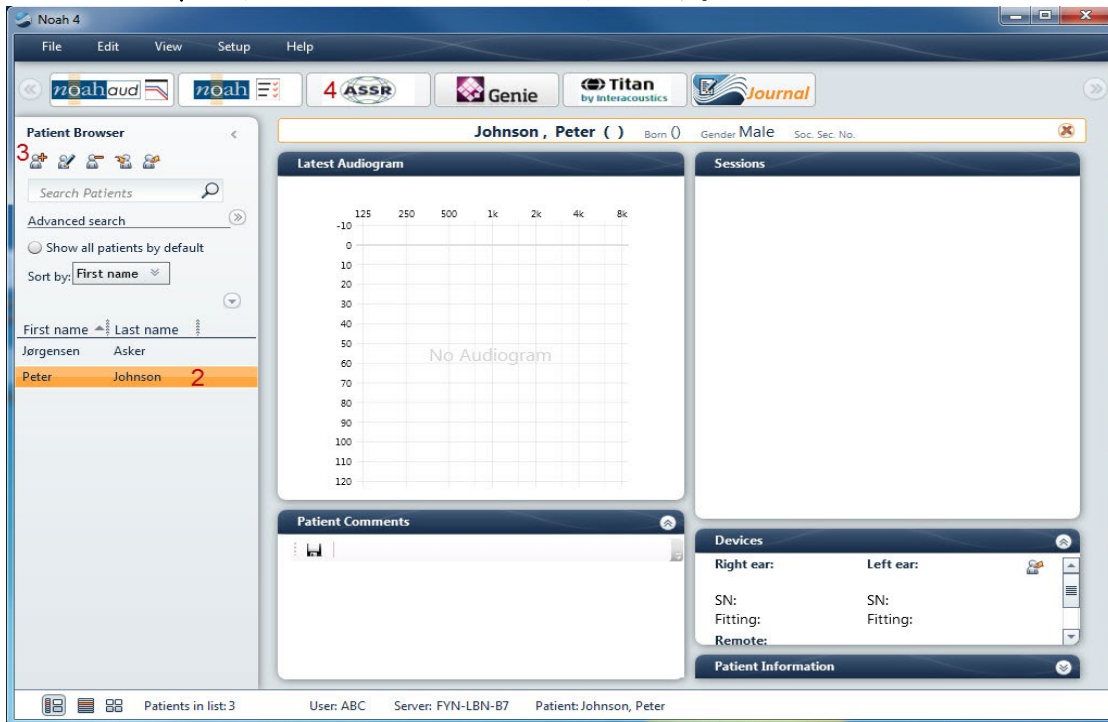 Noah 4
File Edit View Setup Help
noah aud noah 4 ASSR Genie Titan by Interacoustics Journal
Patient Browser
Johnson , Peter ( ) Born () Gender Male Soc. Sec. No.
3
Search Patients
Advanced search
Show all patients by default
Sort by: First name
First name Last name
Jørgensen Asker
Peter Johnson 2
Latest Audiogram
125 250 500 1k 2k 4k 8k
-10
0
10
20
30
40
50
No Audiogram
60
70
80
90
100
110
120
Patient Comments
Sessions
Devices
Right ear: Left ear:
SN: SN:
Fitting: Fitting:
Remote:
Patient Information
Patients in list: 3 User: ABC Server: FYN-LBN-B7 Patient: Johnson, Peter